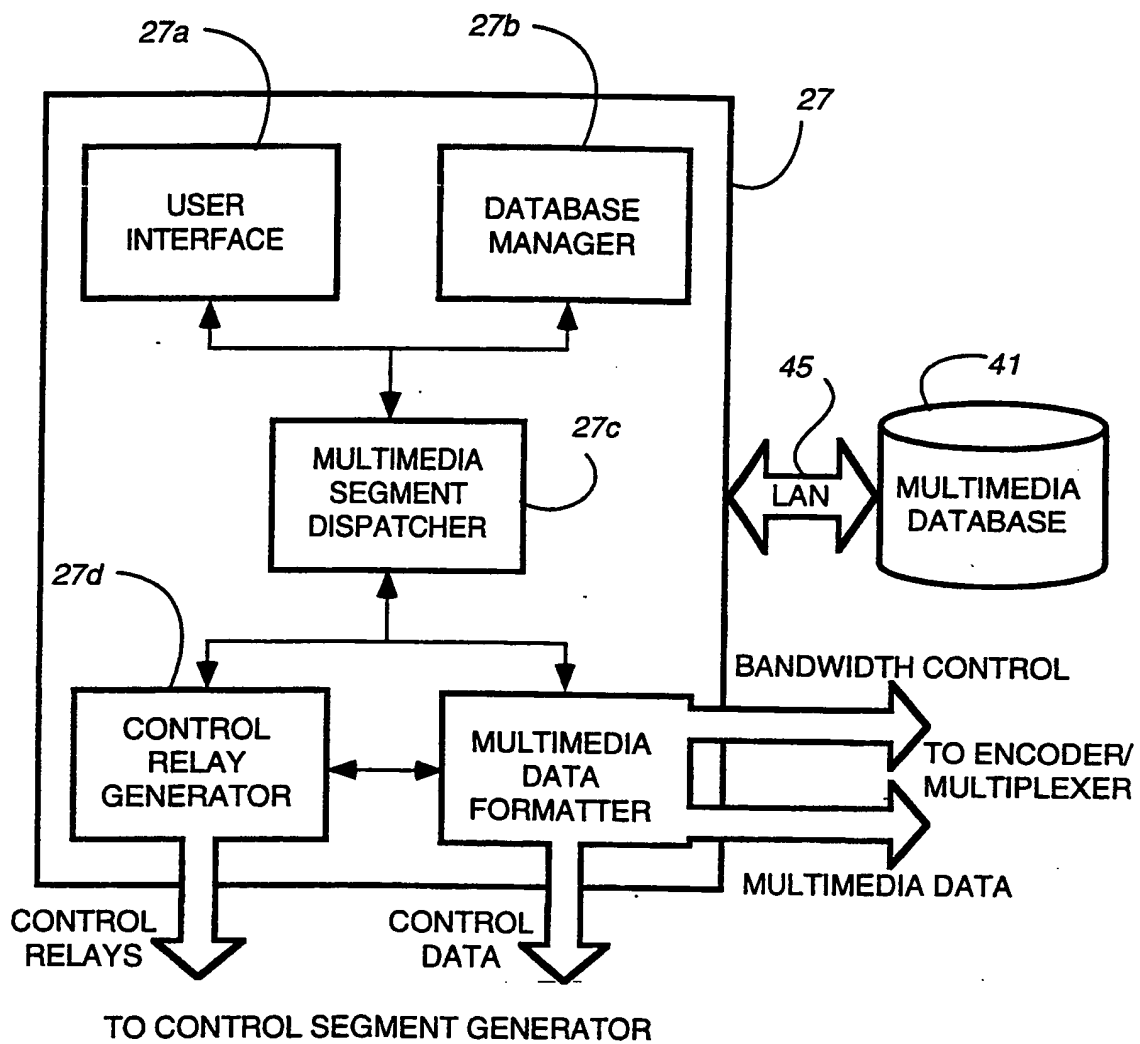 27a
27b
27
USER
INTERFACE
DATABASE
MANAGER
45
41
27c
MULTIMEDIA
SEGMENT
DISPATCHER
LAN
MULTIMEDIA
DATABASE
27d
BANDWIDTH CONTROL
CONTROL
RELAY
GENERATOR
MULTIMEDIA
DATA
FORMATTER
TO ENCODER/
MULTIPLEXER
MULTIMEDIA DATA
CONTROL
RELAYS
CONTROL
DATA
TO CONTROL SEGMENT GENERATOR